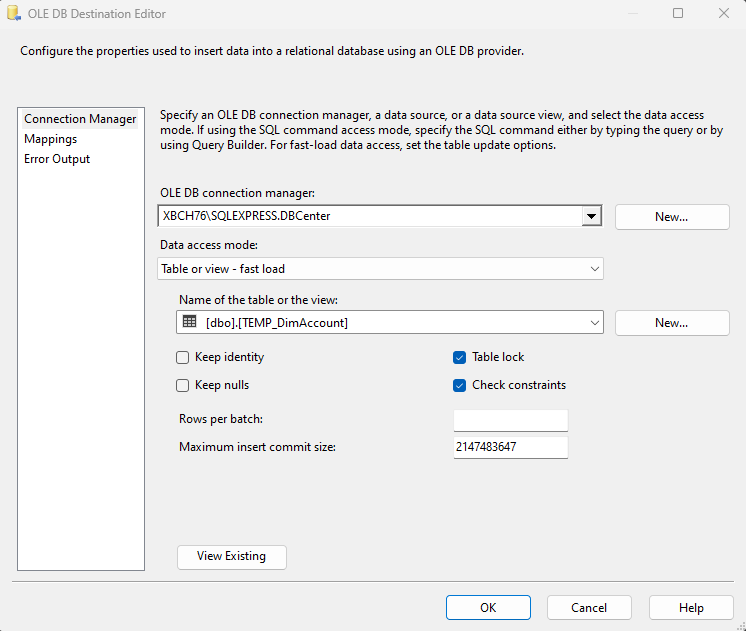 OLE DB Destination Editor
Configure the properties used to insert data into a relational database using an OLE DB provider.
Connection Manager
Mappings
Error Output
Specify an OLE DB connection manager, a data source, or a data source view, and select the data access
mode. If using the SQL command access mode, specify the SQL command either by typing the query or by
using Query Builder. For fast-load data access, set the table update options.
OLE DB connection manager:
XBCH76\SQLEXPRESS.DBCenter
New...
Data access mode:
Table or view - fast load
Name of the table or the view:
[dbo].[TEMP_DimAccount]
New...
Keep identity
Table lock
Keep nulls
Check constraints
Rows per batch:
Maximum insert commit size:
2147483647
View Existing
OK
Cancel
Help